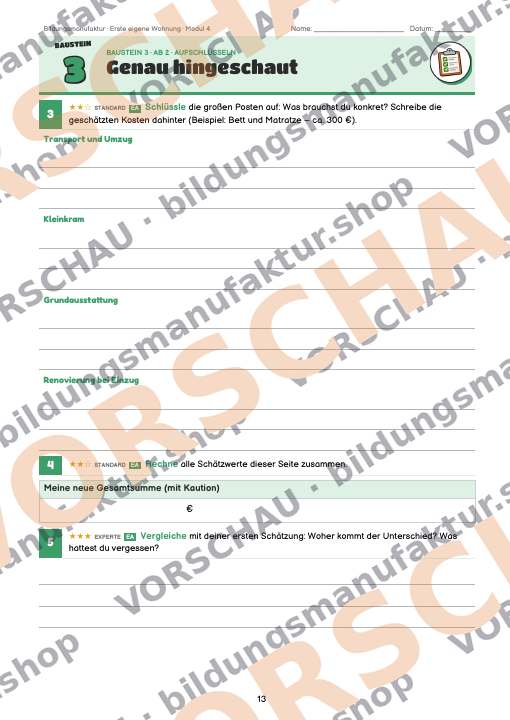 Bildungsmanufaktur · Erste eigene Wohnung · Modul 4 Name: Datum:
BAUSTEIN
3
BAUSTEIN 3 · AB 2 · AUFSCHLÜSSELN
Genau hingeschaut
3 ★★☆ STANDARD EA Schlüssle die großen Posten auf: Was brauchst du konkret? Schreibe die
geschätzten Kosten dahinter (Beispiel: Bett und Matratze – ca. 300 €).
Transport und Umzug
Kleinkram
Grundausstattung
Renovierung bei Einzug
4 ★★☆ STANDARD EA Rechne alle Schätzwerte dieser Seite zusammen.
Meine neue Gesamtsumme (mit Kaution)
€
5 ★★★ EXPERTE EA Vergleiche mit deiner ersten Schätzung: Woher kommt der Unterschied? Was
hattest du vergessen?
13
VORSCHAU · bildungsmanufaktur.shop
VORSCHAU